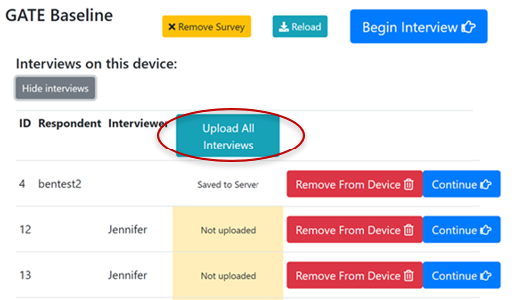 GATE Baseline
Remove Survey
Reload
Begin Interview
Interviews on this device:
Hide interviews
ID Respondent Interviewer
Upload All
Interviews
4 bentest2 Saved to Server Remove From Device Continue
12 Jennifer Not uploaded Remove From Device Continue
13 Jennifer Not uploaded Remove From Device Continue